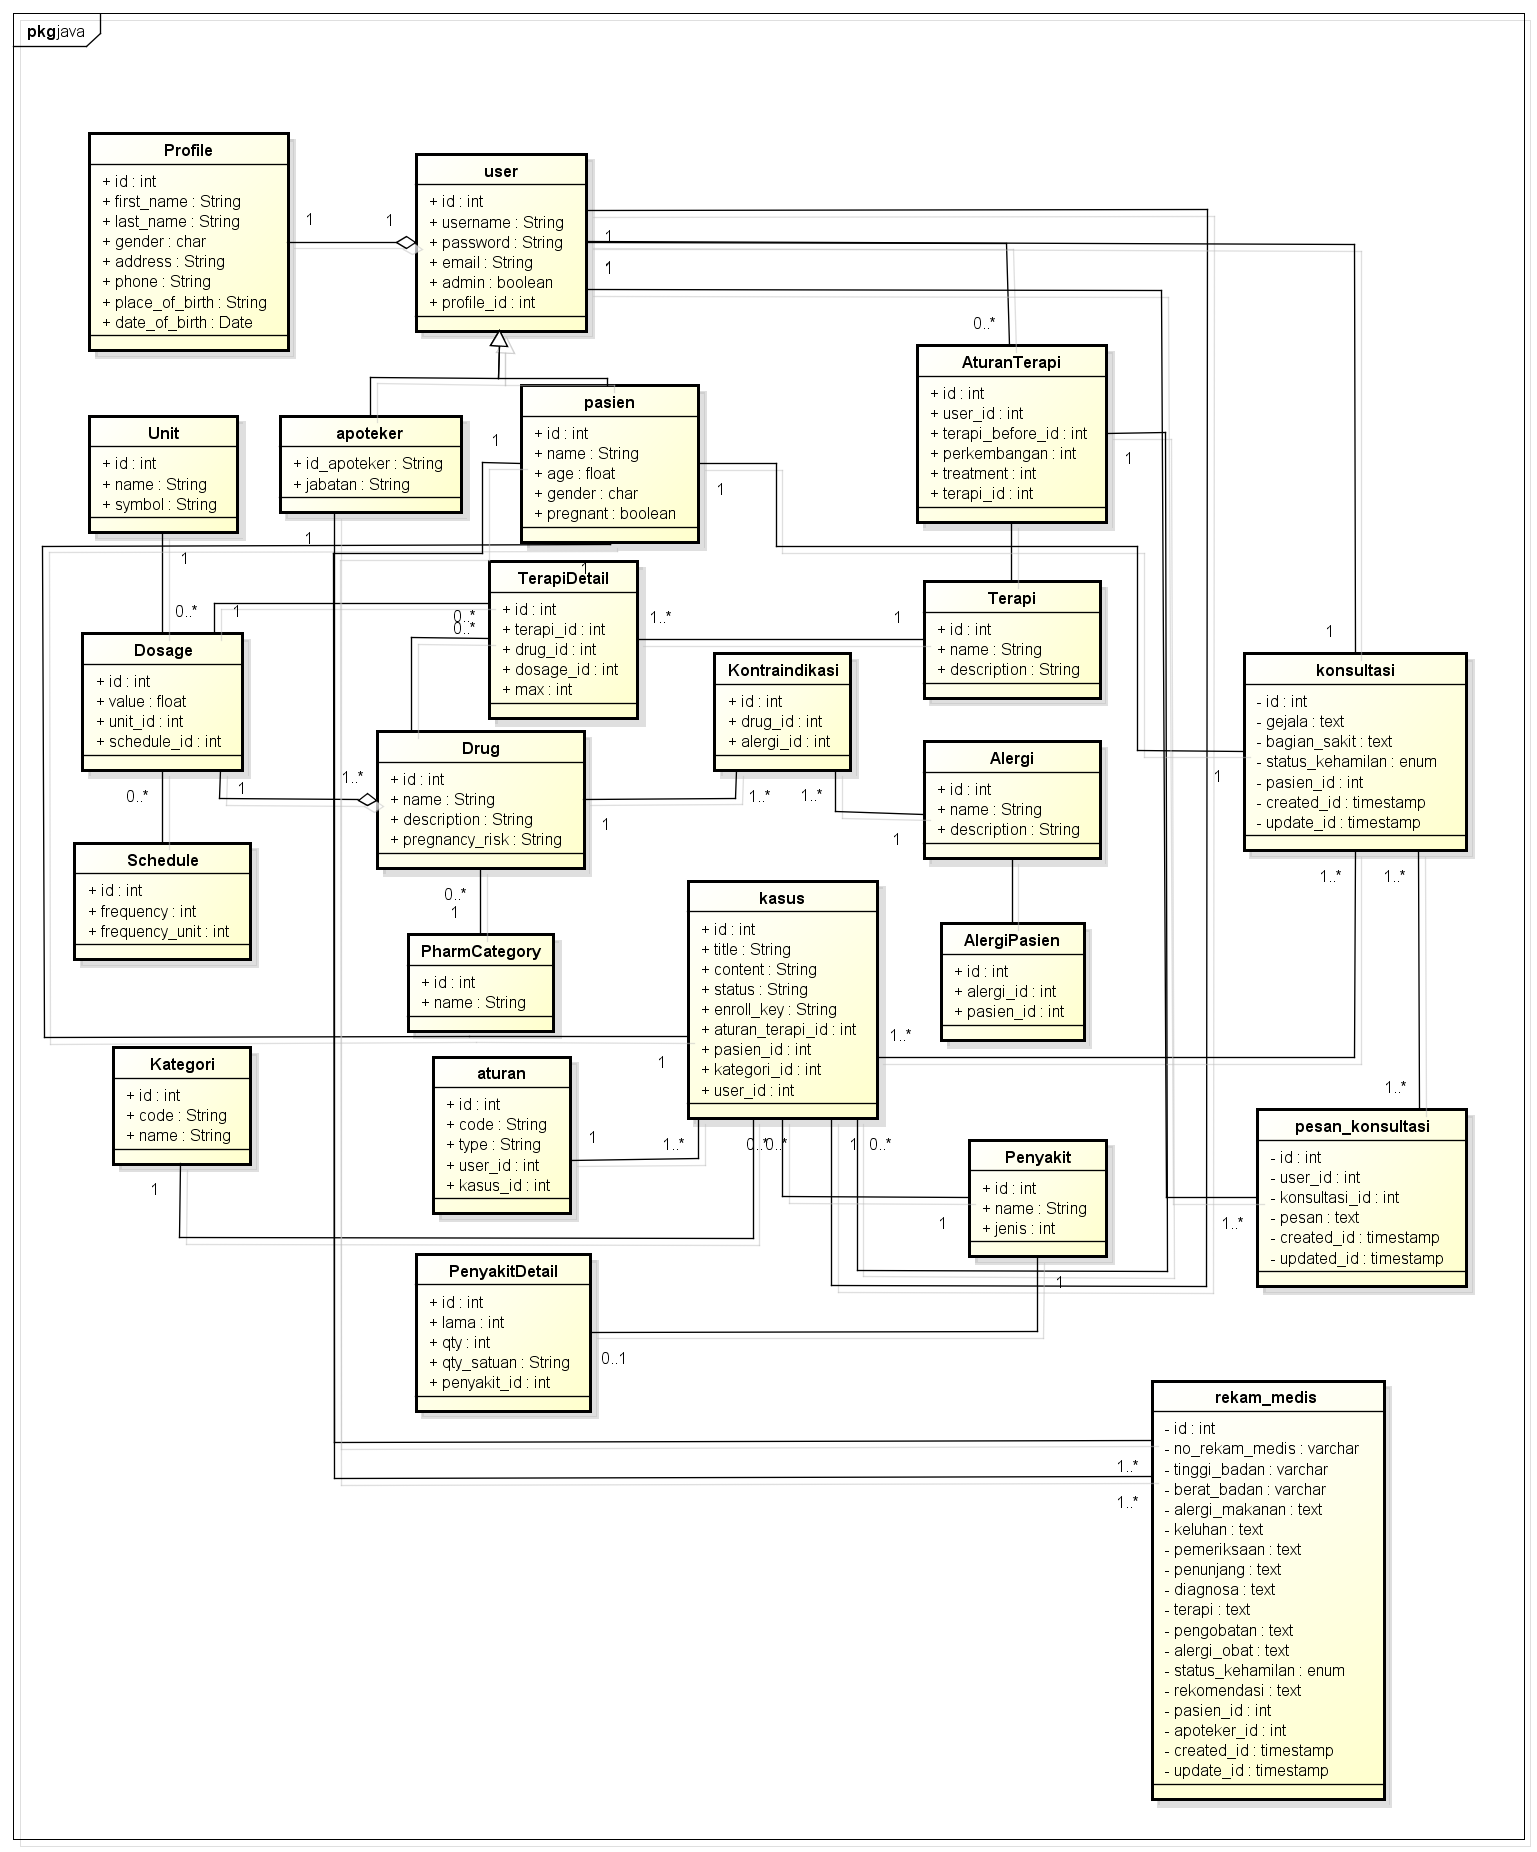 pkg java
Profile
+ id : int
+ first_name : String
+ last_name : String
+ gender : char
+ address : String
+ phone : String
+ place_of_birth : String
+ date_of_birth : Date
1
1
user
+ id : int
+ username : String
+ password : String
+ email : String
+ admin : boolean
+ profile_id : int
1
1
0..*
AturanTerapi
+ id : int
+ user_id : int
+ terapi_before_id : int
+ perkembangan : int
+ treatment : int
+ terapi_id : int
1
Unit
+ id : int
+ name : String
+ symbol : String
1
apoteker
+ id_apoteker : String
+ jabatan : String
1
pasien
+ id : int
+ name : String
+ age : float
+ gender : char
+ pregnant : boolean
1
1
1
TerapiDetail
+ id : int
+ terapi_id : int
+ drug_id : int
+ dosage_id : int
+ max : int
0..*
0..*
1..*
1
Terapi
+ id : int
+ name : String
+ description : String
0..*
1
Dosage
+ id : int
+ value : float
+ unit_id : int
+ schedule_id : int
0..*
1
1..*
Kontraindikasi
+ id : int
+ drug_id : int
+ alergi_id : int
1..*
1..*
1
konsultasi
- id : int
- gejala : text
- bagian_sakit : text
- status_kehamilan : enum
- pasien_id : int
- created_id : timestamp
- update_id : timestamp
1
1..*
1..*
Drug
+ id : int
+ name : String
+ description : String
+ pregnancy_risk : String
1
0..*
1
Alergi
+ id : int
+ name : String
+ description : String
1
Schedule
+ id : int
+ frequency : int
+ frequency_unit : int
PharmCategory
+ id : int
+ name : String
kasus
+ id : int
+ title : String
+ content : String
+ status : String
+ enroll_key : String
+ aturan_terapi_id : int
+ pasien_id : int
+ kategori_id : int
+ user_id : int
1
1..*
1..*
0..*
0..*
1
0..*
AlergiPasien
+ id : int
+ alergi_id : int
+ pasien_id : int
Kategori
+ id : int
+ code : String
+ name : String
1
aturan
+ id : int
+ code : String
+ type : String
+ user_id : int
+ kasus_id : int
1
Penyakit
+ id : int
+ name : String
+ jenis : int
1
1
1..*
pesan_konsultasi
- id : int
- user_id : int
- konsultasi_id : int
- pesan : text
- created_id : timestamp
- updated_id : timestamp
1..*
PenyakitDetail
+ id : int
+ lama : int
+ qty : int
+ qty_satuan : String
+ penyakit_id : int
0..1
1..*
1..*
rekam_medis
- id : int
- no_rekam_medis : varchar
- tinggi_badan : varchar
- berat_badan : varchar
- alergi_makanan : text
- keluhan : text
- pemeriksaan : text
- penunjang : text
- diagnosa : text
- terapi : text
- pengobatan : text
- alergi_obat : text
- status_kehamilan : enum
- rekomendasi : text
- pasien_id : int
- apoteker_id : int
- created_id : timestamp
- update_id : timestamp